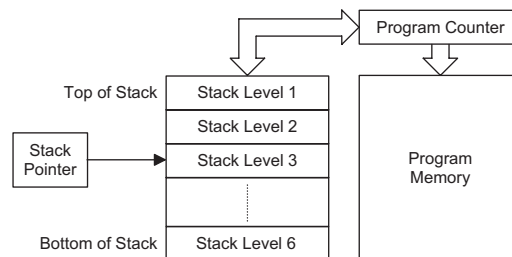 Program Counter
Top of Stack
Stack Level 1
Stack Level 2
Stack
Pointer
Stack Level 3
Program
Memory
Bottom of Stack
Stack Level 6